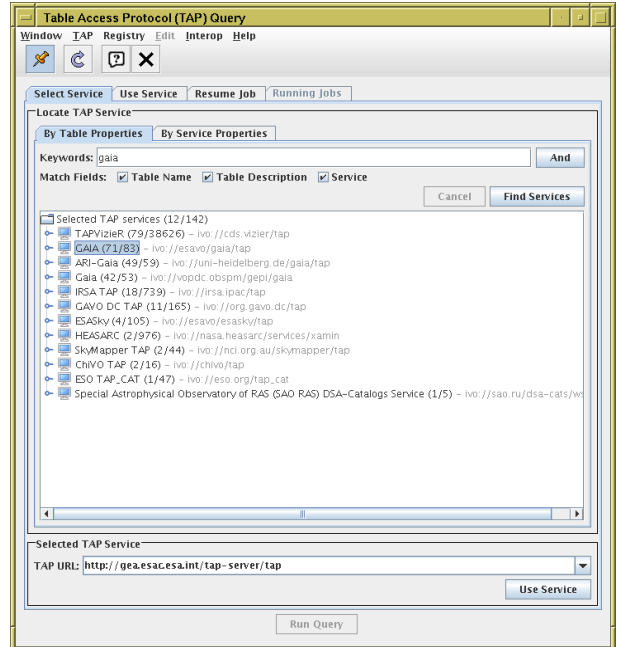 Table Access Protocol (TAP) Query
Window TAP Registry Edit Interop Help
Select Service Use Service Resume Job Running Jobs
Locate TAP Service
By Table Properties By Service Properties
Keywords: gaia And
Match Fields: Table Name Table Description Service
Cancel Find Services
Selected TAP services (12/142)
TAPVizieR (79/38626) – ivo://cds.vizier/tap
GAIA (71/83) – ivo://esavo/gaia/tap
ARI-Gaia (49/59) – ivo://uni-heidelberg.de/gaia/tap
Gaia (42/53) – ivo://vopdc.obspm/gepi/gaia
IRSA TAP (18/739) – ivo://irsa.ipac/tap
GAVO DC TAP (11/165) – ivo://org.gavo.dc/tap
ESASky (4/105) – ivo://esavo/esasky/tap
HEASARC (2/976) – ivo://nasa.heasarc/services/xamin
SkyMapper TAP (2/44) – ivo://nci.org.au/skymapper/tap
ChiVO TAP (2/16) – ivo://chivo/tap
ESO TAP_CAT (1/47) – ivo://eso.org/tap_cat
Special Astrophysical Observatory of RAS (SAO RAS) DSA-Catalogs Service (1/5) – ivo://sao.ru/dsa-cats/ws
Selected TAP Service
TAP URL: http://gea.esac.esa.int/tap-server/tap
Use Service
Run Query